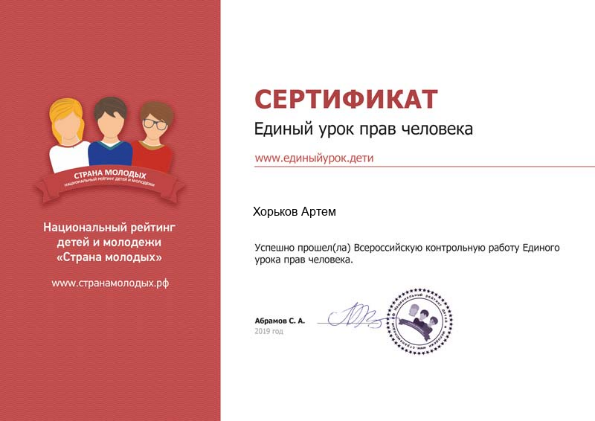 СТРАНА МОЛОДЫХ
НАЦИОНАЛЬНЫЙ РЕЙТИНГ ДЕТЕЙ И МОЛОДЕЖИ
Национальный рейтинг
детей и молодежи
«Страна молодых»
www.странамолодых.рф
СЕРТИФИКАТ
Единый урок прав человека
www.единыйурок.дети
Хорьков Артем
Успешно прошел(ла) Всероссийскую контрольную работу Единого
урока прав человека.
Абрамов С. А.
2019 год